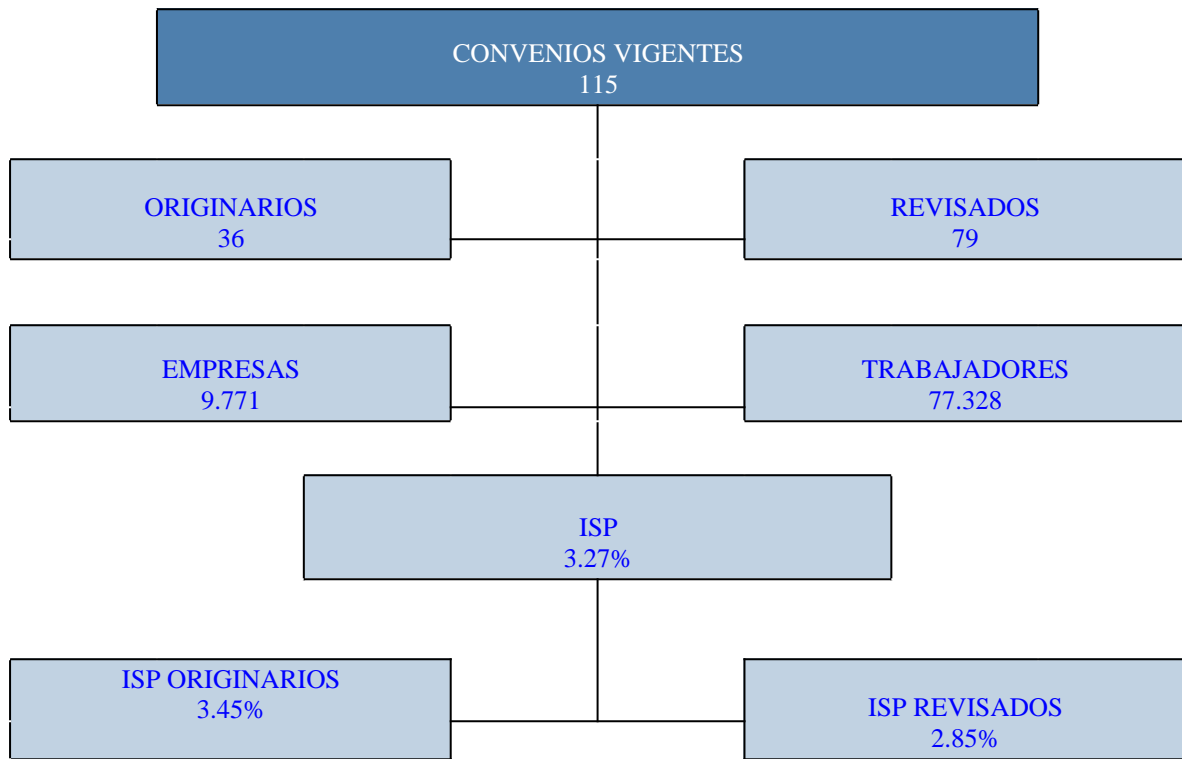 CONVENIOS VIGENTES
115
ORIGINARIOS
36
REVISADOS
79
EMPRESAS
9.771
TRABAJADORES
77.328
ISP
3.27%
ISP ORIGINARIOS
3.45%
ISP REVISADOS
2.85%